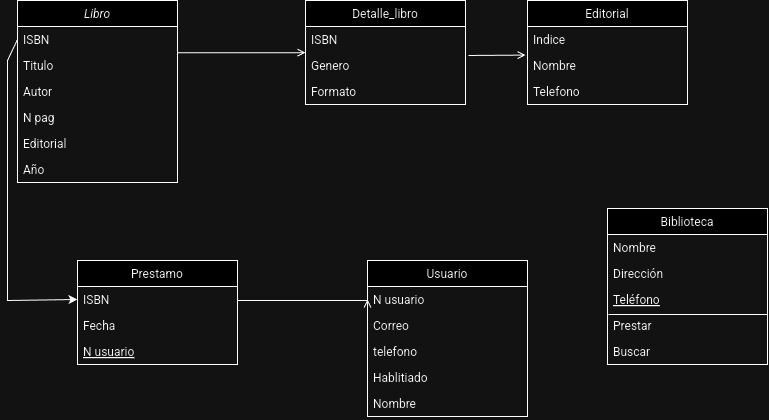 Libro
ISBN
Titulo
Autor
N pag
Editorial
Año
Detalle_libro
ISBN
Genero
Formato
Editorial
Indice
Nombre
Telefono
Prestamo
ISBN
Fecha
N usuario
Usuario
N usuario
Correo
telefono
Hablitiado
Nombre
Biblioteca
Nombre
Dirección
Teléfono
Prestar
Buscar